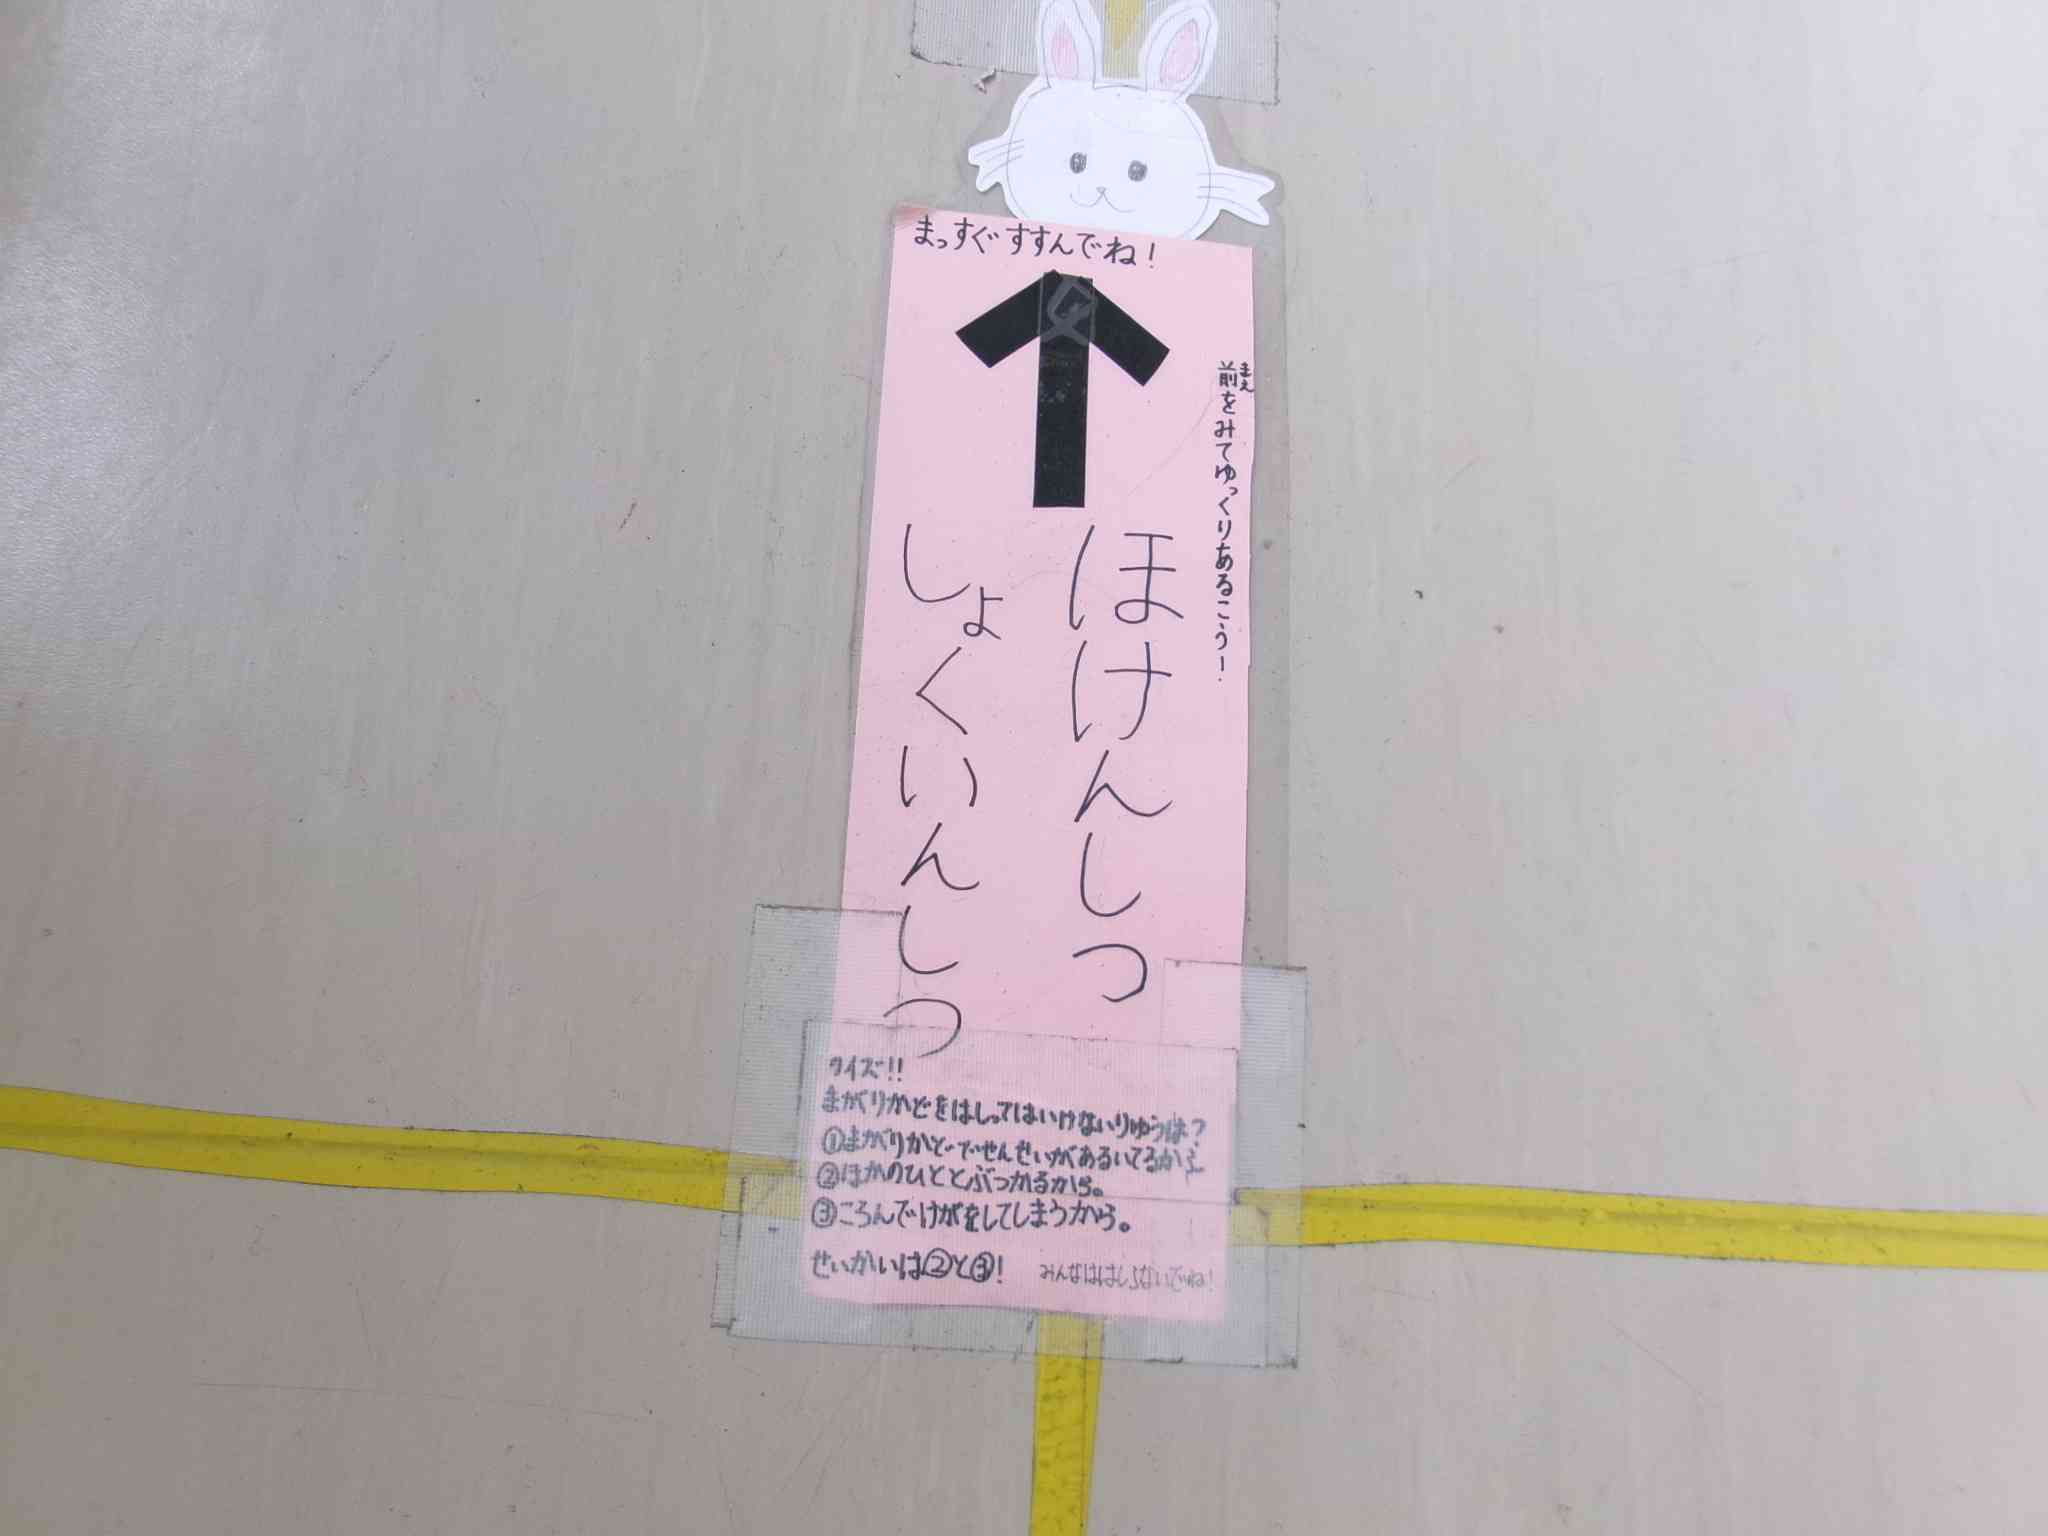 まっすぐすすんでね！
前をみてゆっくりあるこう！
まえ
ほけんしつ
しょくいんしつ
クイズ!!
まがりかどをはしってはいけないりゆうは？
①まがりかどでせんせいがあるいてるから
②ほかのひととぶつかるから。
③ころんでけがをしてしまうから。
せいかいは②と③！
みんなははしらないでね！